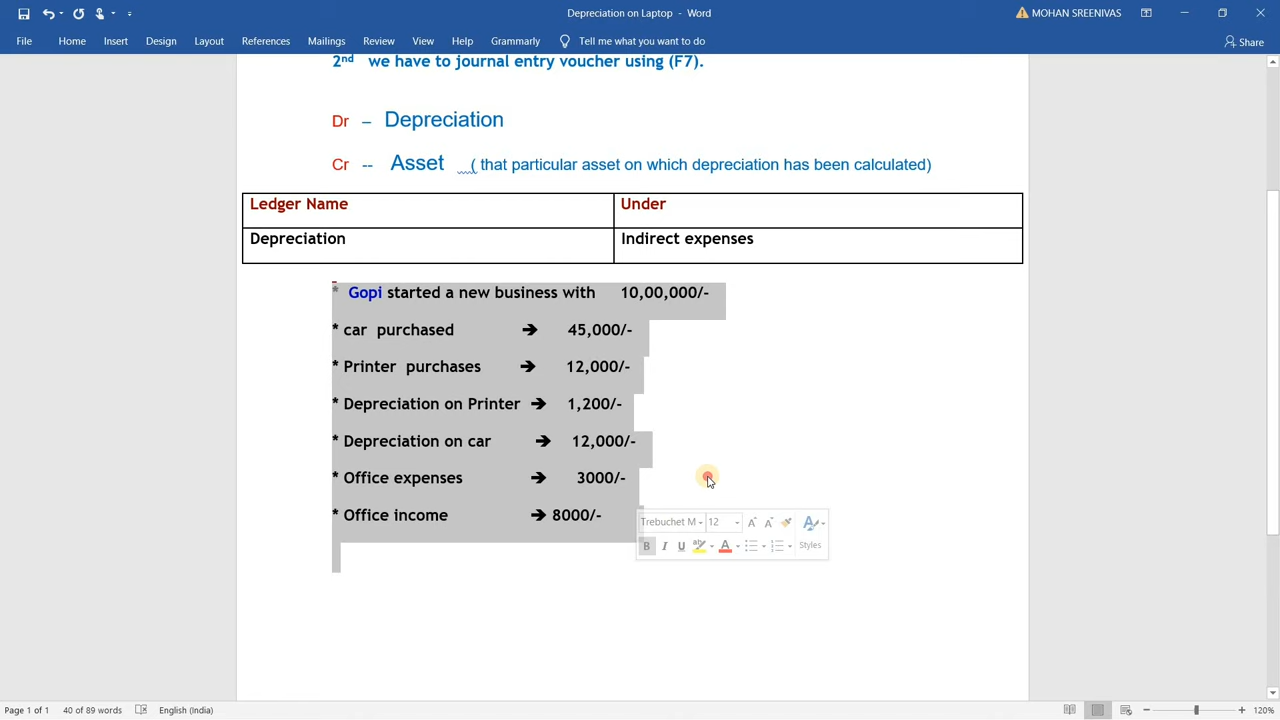 Depreciation on Laptop - Word
MOHAN SREENIVAS
File Home Insert Design Layout References Mailings Review View Help Grammarly Tell me what you want to do Share
2nd we have to journal entry voucher using (F7).
Dr – Depreciation
Cr -- Asset ( that particular asset on which depreciation has been calculated)
Ledger Name Under
Depreciation Indirect expenses
* Gopi started a new business with 10,00,000/-
* car purchased ➔ 45,000/-
* Printer purchases ➔ 12,000/-
* Depreciation on Printer ➔ 1,200/-
* Depreciation on car ➔ 12,000/-
* Office expenses ➔ 3000/-
* Office income ➔ 8000/-
Trebuchet M 12 A A A
B I U ab A Styles
Page 1 of 1 40 of 89 words English (India) 120%